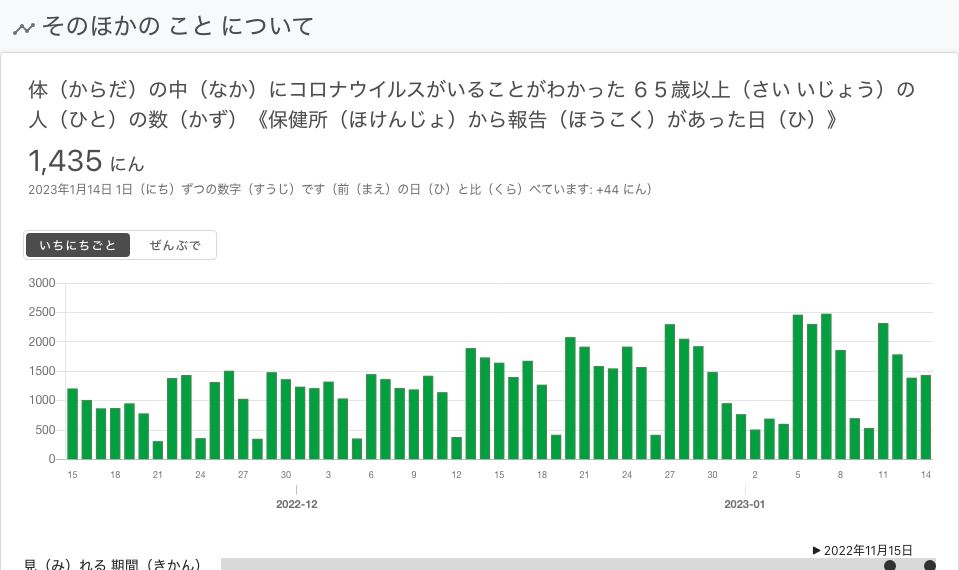 そのほかの こと について
体（からだ）の中（なか）にコロナウイルスがいることがわかった ６５歳以上（さい いじょう）の
人（ひと）の数（かず）《保健所（ほけんじょ）から報告（ほうこく）があった日（ひ）》
1,435 にん
2023年1月14日 1日（にち）ずつの数字（すうじ）です（前（まえ）の日（ひ）と比（くら）べています: +44 にん）
いちにちごと ぜんぶで
3000
2500
2000
1500
1000
500
0
15 18 21 24 27 30 3 6 9 12 15 18 21 24 27 30 2 5 8 11 14
2022-12 2023-01
▶ 2022年11月15日
見（み）れる 期間（きかん）